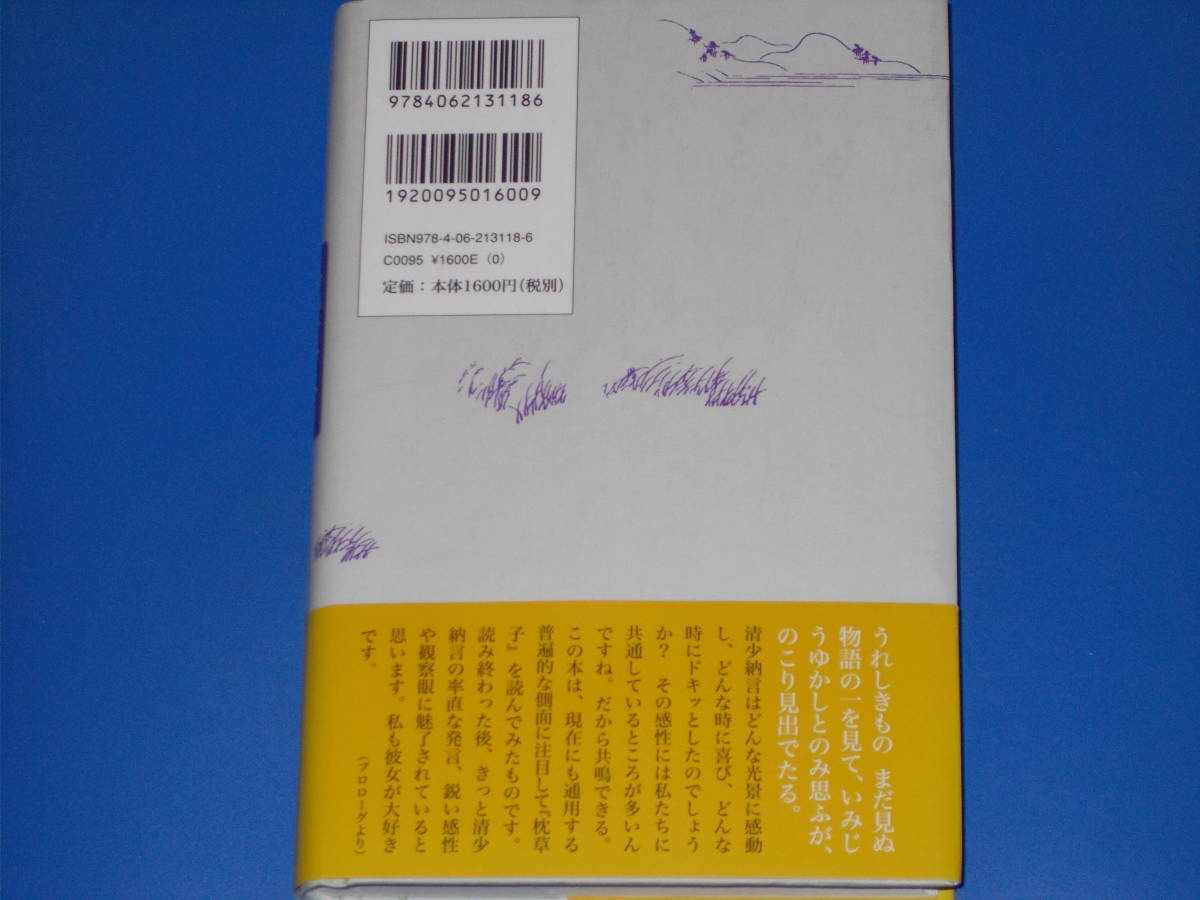 9784062131186
1920095016009
ISBN978-4-06-213118-6
C0095 ¥1600E (0)
定価：本体1600円(税別)
うれしきもの　まだ見ぬ
物語の一を見て、いみじ
うゆかしとのみ思ふが、
のこり見出でたる。
清少納言はどんな光景に感動
し、どんな時に喜び、どんな
時にドキッとしたのでしょう
か？　その感性には私たちに
共通しているところが多いん
ですね。だから共鳴できる。
この本は、現在にも通用する
普遍的な側面に注目して『枕草
子』を読んでみたものです。
読み終わった後、きっと清少
納言の率直な発言、鋭い感性
や観察眼に魅了されていると
思います。私も彼女が大好き
です。
（プロローグより）